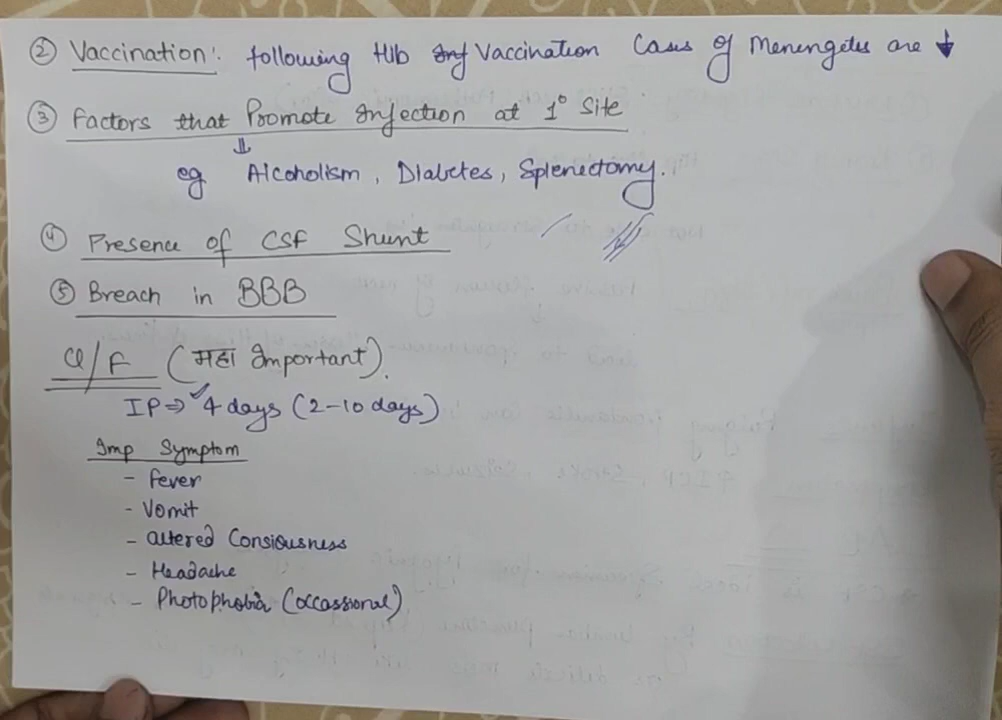 ② Vaccination: following Hib Vaccination Cases of Meningitis are ↓
③ Factors that Promote Infection at 1° Site
⇓
eg Alcoholism, Diabetes, Splenectomy.
④ Presence of CSF Shunt
⑤ Breach in BBB
Cl/F (महा Important).
IP ⇒ 4 days (2-10 days)
Imp Symptom
- Fever
- Vomit
- altered Consiousness
- Headache
- Photophobia (occassional)